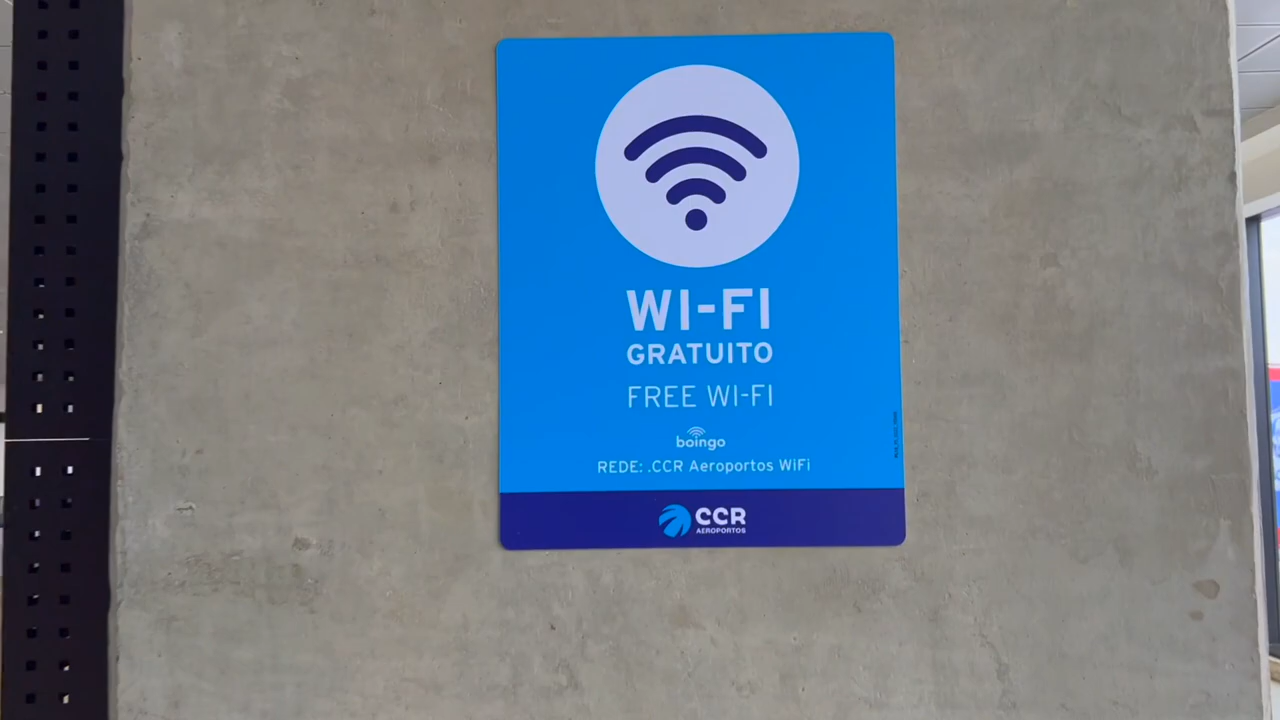 WI-FI
GRATUITO
FREE WI-FI
boingo
REDE: .CCR Aeroportos WiFi
CCR
AEROPORTOS